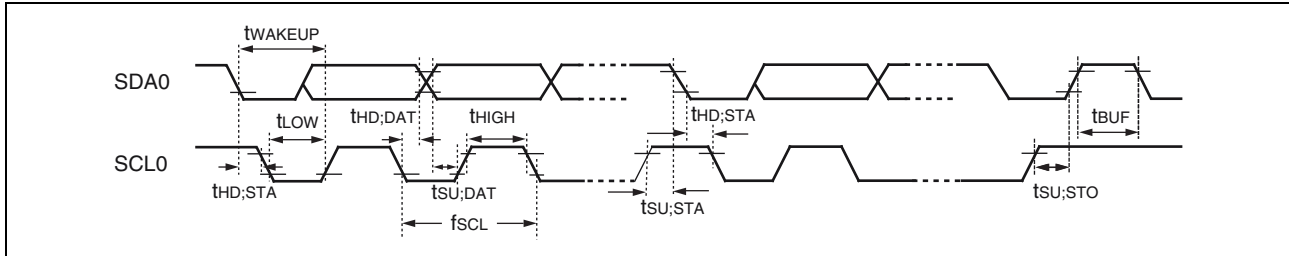 tWAKEUP
SDA0
tHD;DAT
tHIGH
tHD;STA
tBUF
tLOW
SCL0
tHD;STA
tSU;DAT
tSU;STA
tSU;STO
fSCL